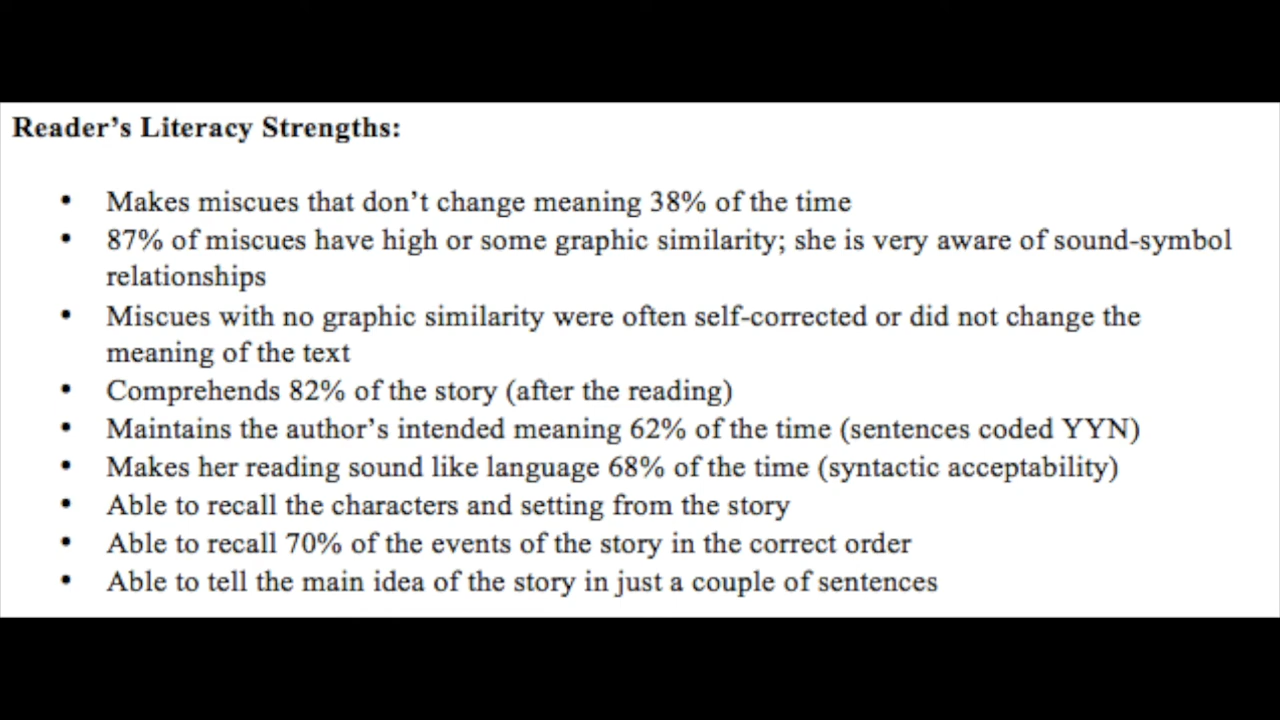 Reader’s Literacy Strengths:
• Makes miscues that don’t change meaning 38% of the time
• 87% of miscues have high or some graphic similarity; she is very aware of sound-symbol
relationships
• Miscues with no graphic similarity were often self-corrected or did not change the
meaning of the text
• Comprehends 82% of the story (after the reading)
• Maintains the author’s intended meaning 62% of the time (sentences coded YYN)
• Makes her reading sound like language 68% of the time (syntactic acceptability)
• Able to recall the characters and setting from the story
• Able to recall 70% of the events of the story in the correct order
• Able to tell the main idea of the story in just a couple of sentences